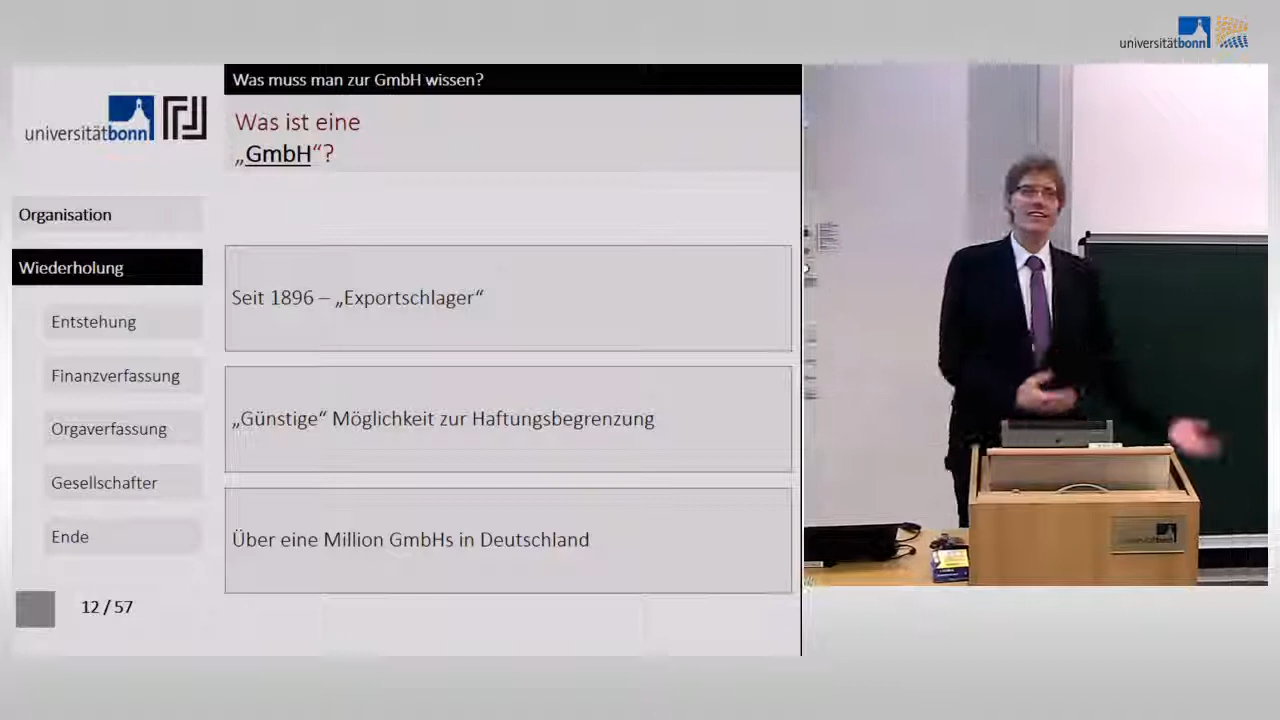 universitätbonn
Was muss man zur GmbH wissen?
universitätbonn
Was ist eine
„GmbH“?
Organisation
Wiederholung
Entstehung
Finanzverfassung
Orgaverfassung
Gesellschafter
Ende
12 / 57
Seit 1896 – „Exportschlager“
„Günstige“ Möglichkeit zur Haftungsbegrenzung
Über eine Million GmbHs in Deutschland
universitätbonn